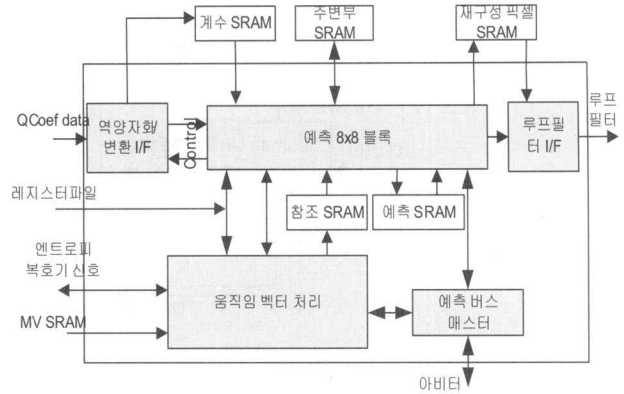 계수 SRAM
주변부
SRAM
재구성 픽셀
SRAM
QCoef data
역양자화/
변환 I/F
Control
예측 8x8 블록
루프필
터 I/F
루프
필터
레지스터파일
참조 SRAM
예측 SRAM
엔트로피
복호기 신호
움직임 벡터 처리
예측 버스
매스터
MV SRAM
아비터